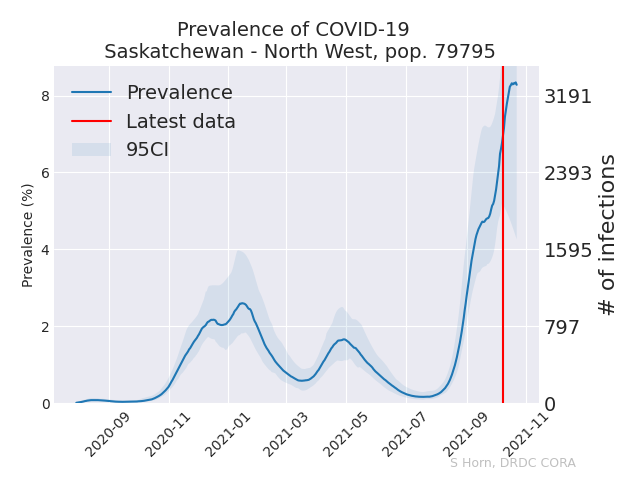 Prevalence of COVID-19
Saskatchewan - North West, pop. 79795
Prevalence
Latest data
95CI
Prevalence (%)
8
6
4
2
0
3191
2393
1595
797
0
# of infections
2020-09
2020-11
2021-01
2021-03
2021-05
2021-07
2021-09
2021-11
S Horn, DRDC CORA